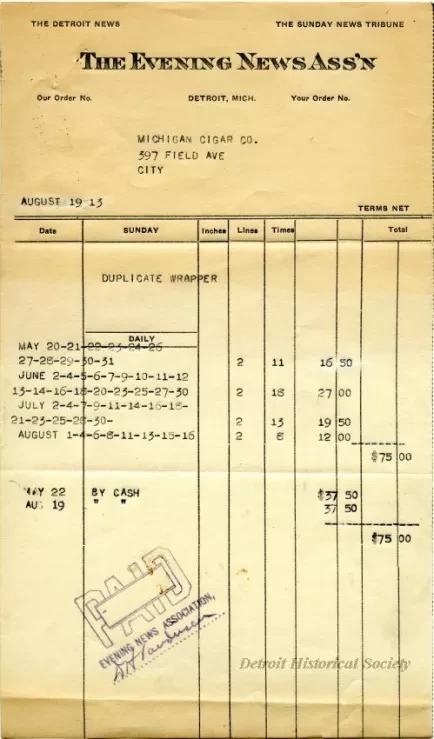 THE DETROIT NEWS THE SUNDAY NEWS TRIBUNE
THE EVENING NEWS ASS'N
Our Order No. DETROIT, MICH. Your Order No.
MICHIGAN CIGAR CO.
397 FIELD AVE
CITY
AUGUST 19 13
TERMS NET
Date SUNDAY Inches Lines Times Total
DUPLICATE WRAPPER
DAILY
MAY 20-21-22-23-24-26
27-28-29-30-31 2 11 16 50
JUNE 2-4-5-6-7-9-10-11-12
13-14-16-18-20-23-25-27-30 2 18 27 00
JULY 2-4-7-9-11-14-16-18-
21-23-25-28-30- 2 13 19 50
AUGUST 1-4-6-8-11-13-15-16 2 8 12 00
$75 00
MAY 22 BY CASH $37 50
AUG 19 " " 37 50
$75 00
PAID
EVENING NEWS ASSOCIATION,
Detroit Historical Society